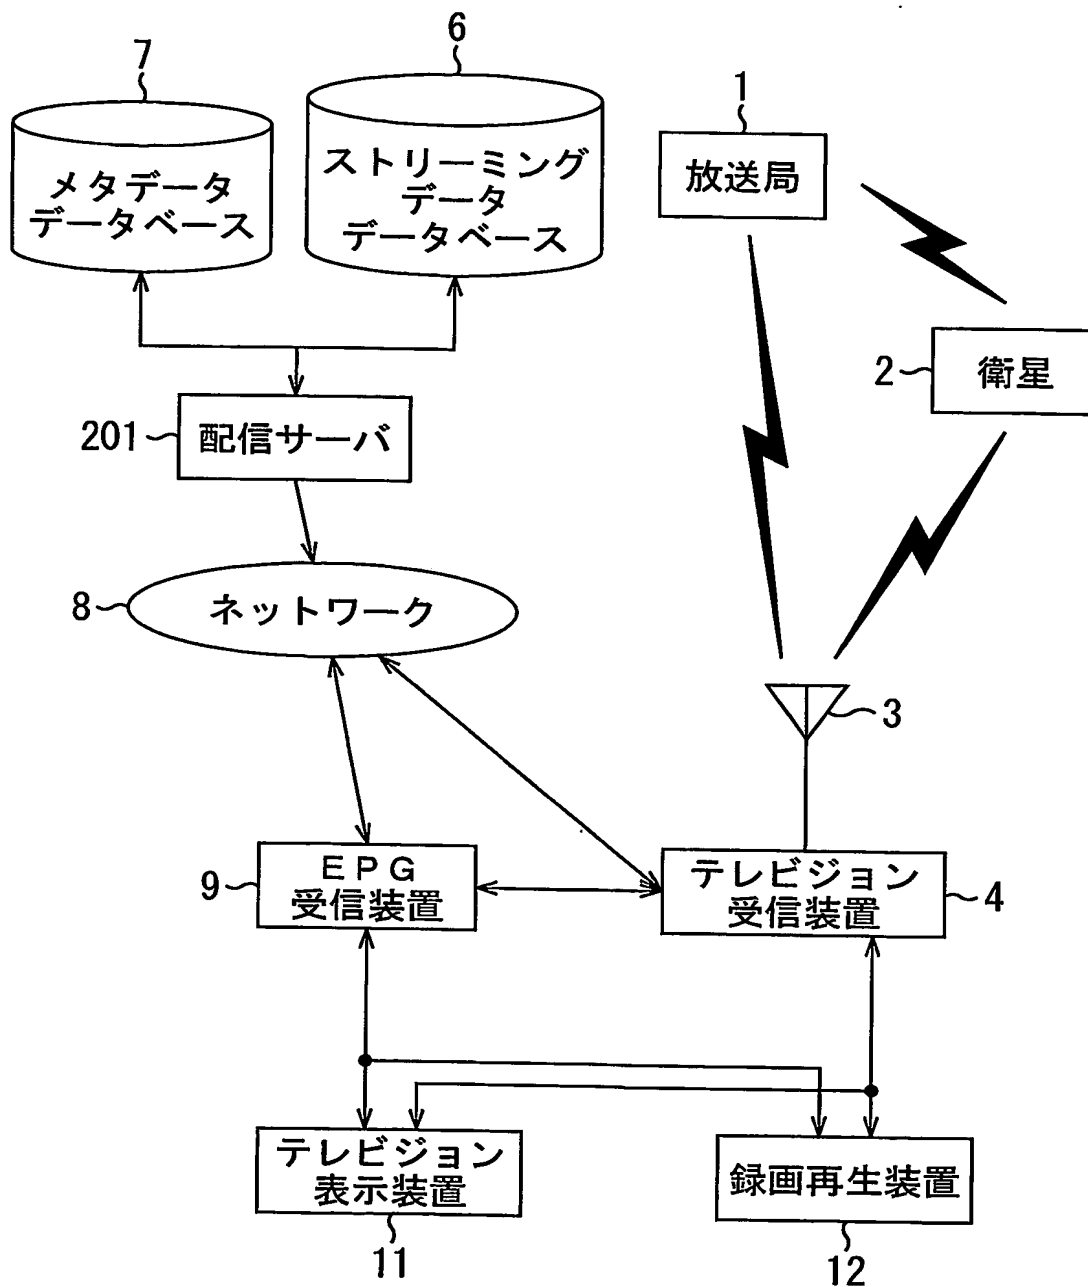 7
メタデータ
データベース
6
ストリーミング
データ
データベース
1
放送局
2
衛星
201
配信サーバ
8
ネットワーク
3
9
EPG
受信装置
テレビジョン
受信装置
4
テレビジョン
表示装置
11
録画再生装置
12